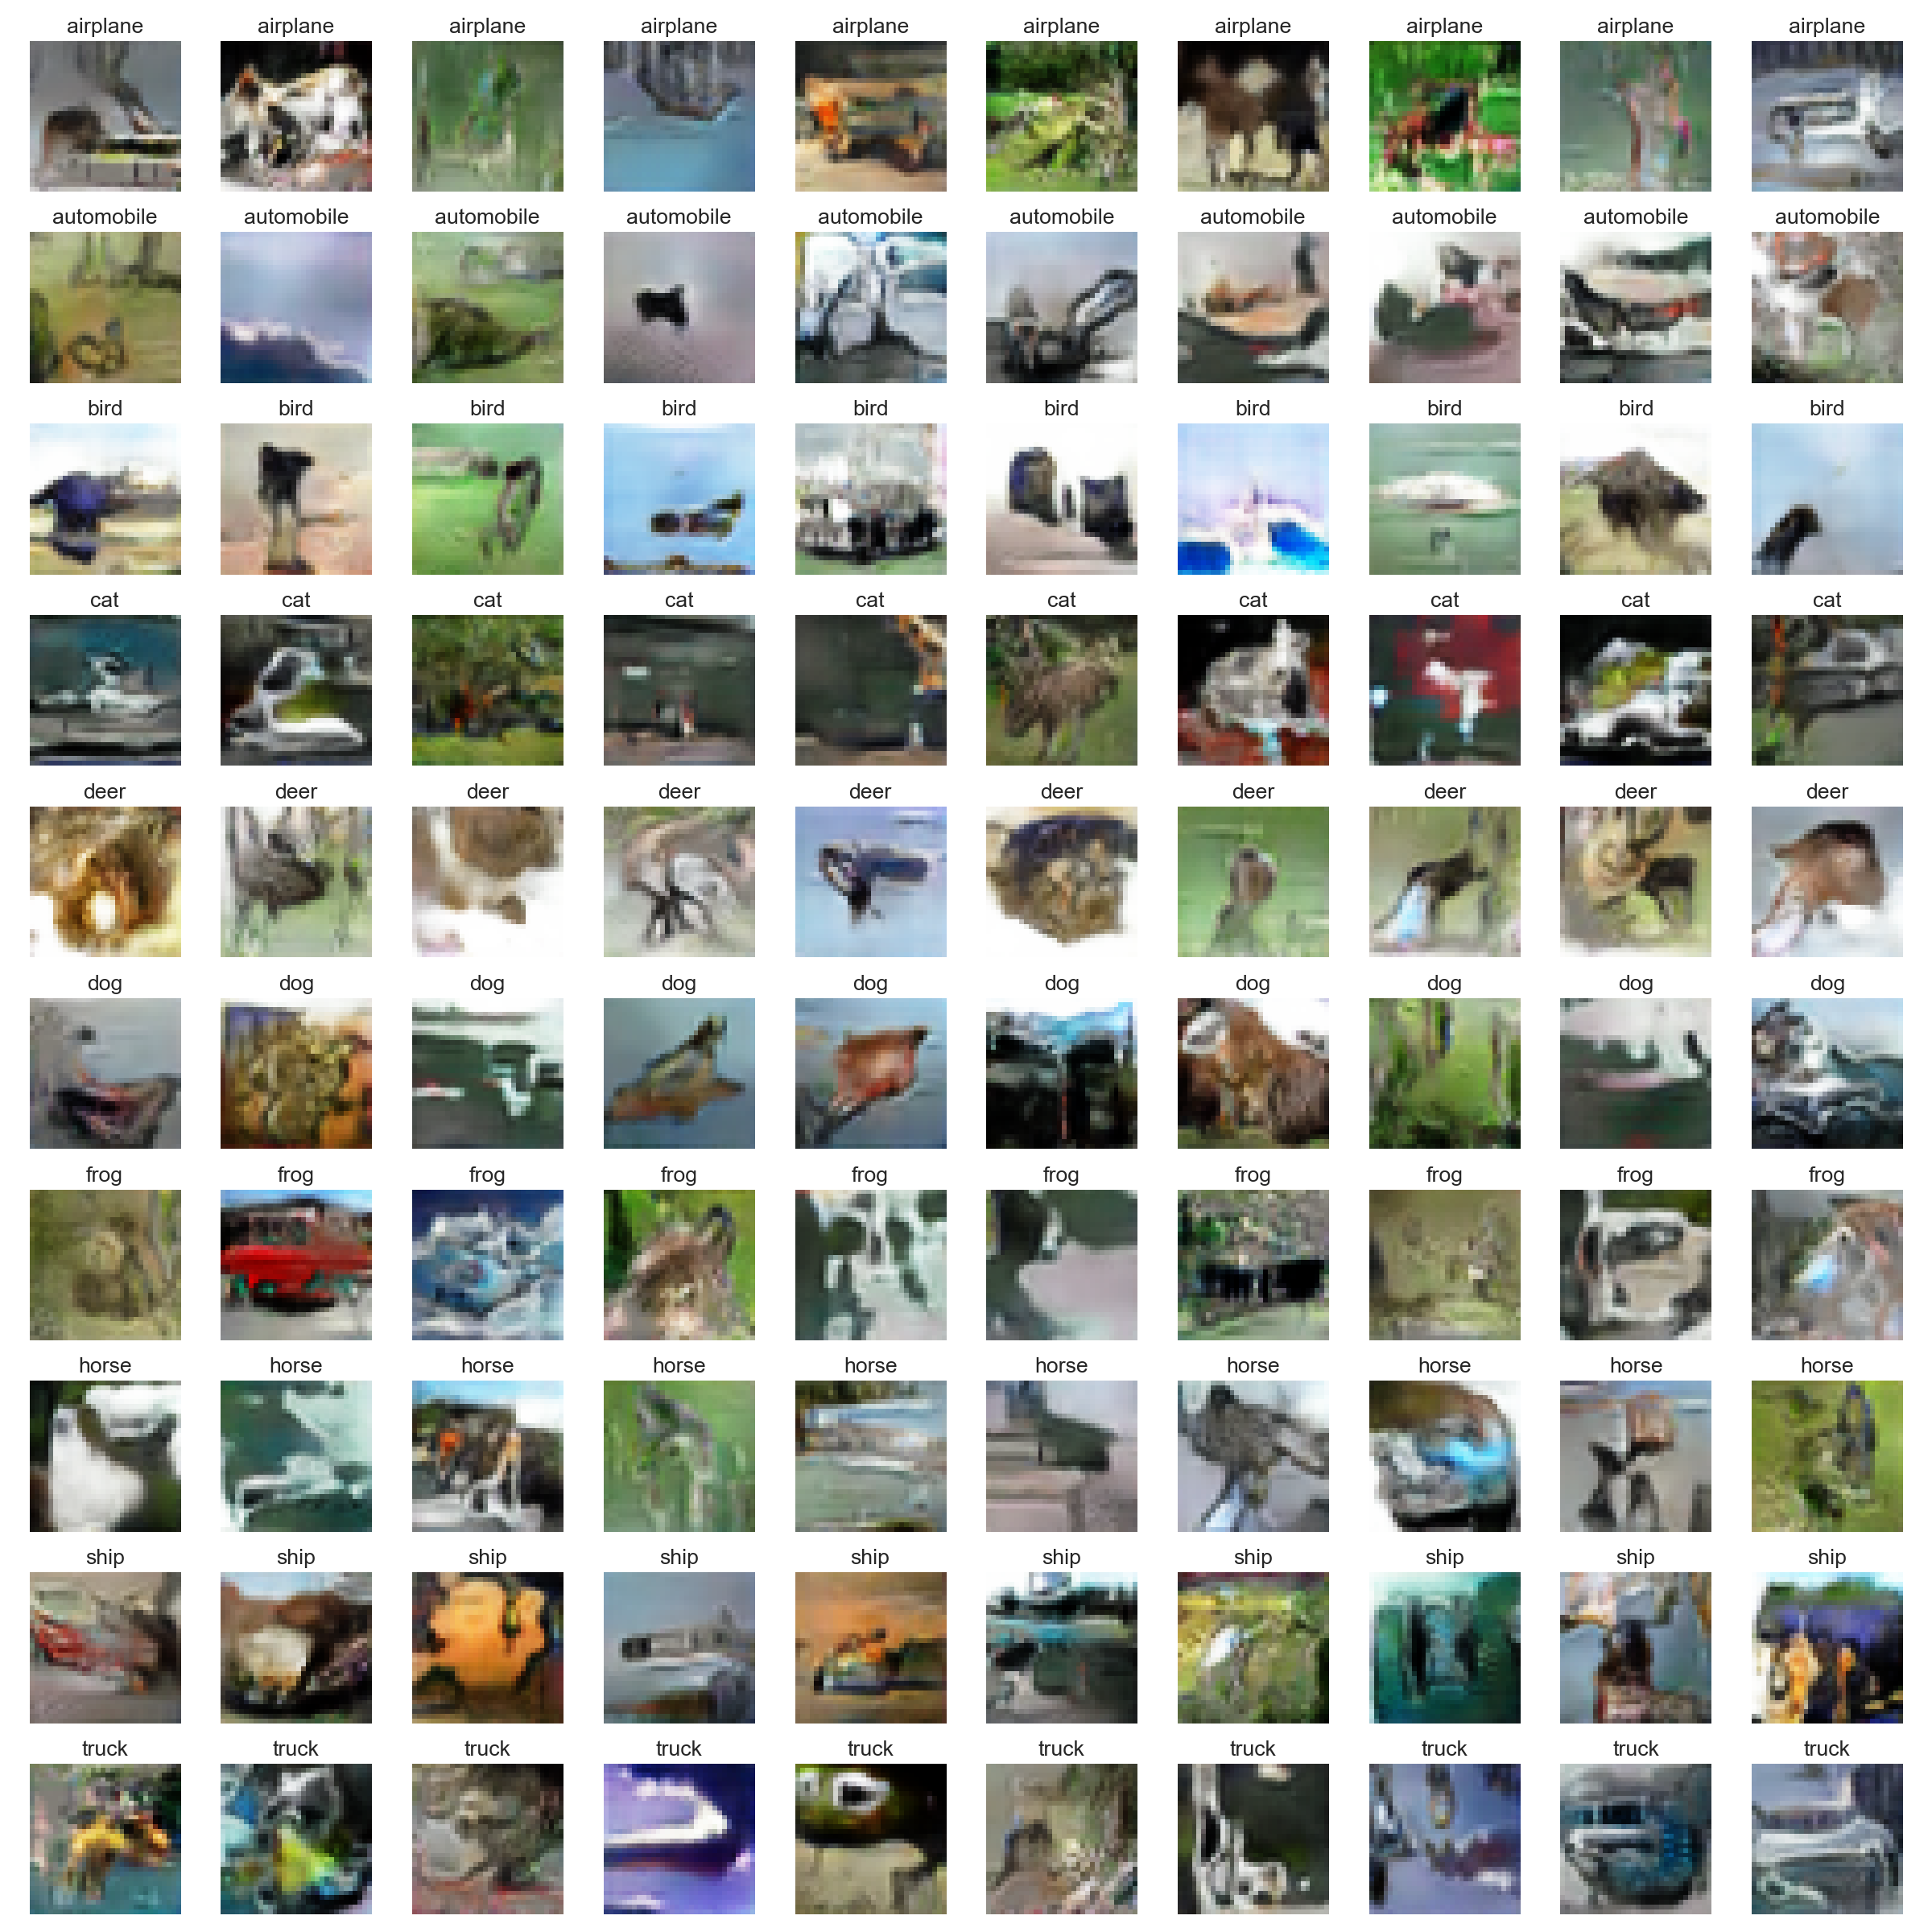 airplane airplane airplane airplane airplane airplane airplane airplane airplane airplane
automobile automobile automobile automobile automobile automobile automobile automobile automobile automobile
bird bird bird bird bird bird bird bird bird bird
cat cat cat cat cat cat cat cat cat cat
deer deer deer deer deer deer deer deer deer deer
dog dog dog dog dog dog dog dog dog dog
frog frog frog frog frog frog frog frog frog frog
horse horse horse horse horse horse horse horse horse horse
ship ship ship ship ship ship ship ship ship ship
truck truck truck truck truck truck truck truck truck truck